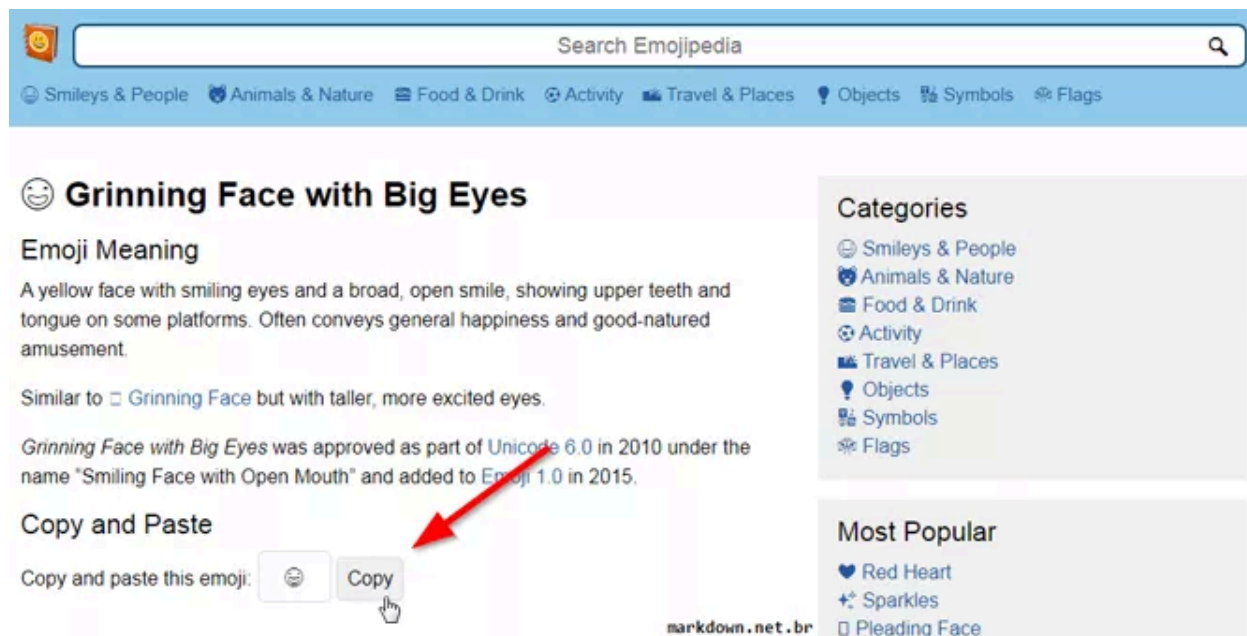 Search Emojipedia
Smileys & People Animals & Nature Food & Drink Activity Travel & Places Objects Symbols Flags
Grinning Face with Big Eyes
Emoji Meaning
A yellow face with smiling eyes and a broad, open smile, showing upper teeth and
tongue on some platforms. Often conveys general happiness and good-natured
amusement.
Similar to Grinning Face but with taller, more excited eyes.
Grinning Face with Big Eyes was approved as part of Unicode 6.0 in 2010 under the
name "Smiling Face with Open Mouth" and added to Emoji 1.0 in 2015.
Copy and Paste
Copy and paste this emoji: Copy
markdown.net.br
Categories
Smileys & People
Animals & Nature
Food & Drink
Activity
Travel & Places
Objects
Symbols
Flags
Most Popular
Red Heart
Sparkles
Pleading Face